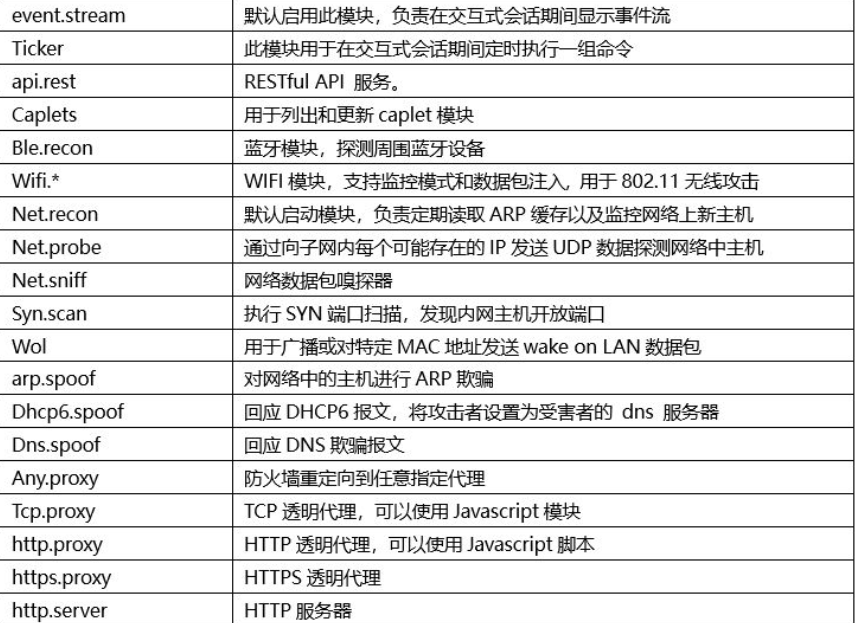 event.stream 默认启用此模块，负责在交互式会话期间显示事件流
Ticker 此模块用于在交互式会话期间定时执行一组命令
api.rest RESTful API 服务。
Caplets 用于列出和更新 caplet 模块
Ble.recon 蓝牙模块，探测周围蓝牙设备
Wifi.* WIFI 模块，支持监控模式和数据包注入, 用于 802.11 无线攻击
Net.recon 默认启动模块，负责定期读取 ARP 缓存以及监控网络上新主机
Net.probe 通过向子网内每个可能存在的 IP 发送 UDP 数据探测网络中主机
Net.sniff 网络数据包嗅探器
Syn.scan 执行 SYN 端口扫描，发现内网主机开放端口
Wol 用于广播或对特定 MAC 地址发送 wake on LAN 数据包
arp.spoof 对网络中的主机进行 ARP 欺骗
Dhcp6.spoof 回应 DHCP6 报文，将攻击者设置为受害者的 dns 服务器
Dns.spoof 回应 DNS 欺骗报文
Any.proxy 防火墙重定向到任意指定代理
Tcp.proxy TCP 透明代理，可以使用 Javascript 模块
http.proxy HTTP 透明代理，可以使用 Javascript 脚本
https.proxy HTTPS 透明代理
http.server HTTP 服务器